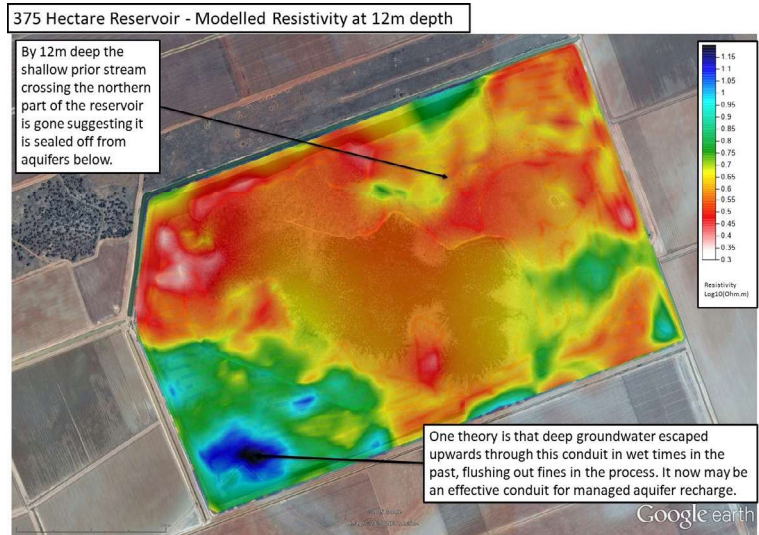 375 Hectare Reservoir - Modelled Resistivity at 12m depth
By 12m deep the
shallow prior stream
crossing the northern
part of the reservoir
is gone suggesting it
is sealed off from
aquifers below.
1.15
1.1
1.05
1
0.95
0.9
0.85
0.8
0.75
0.7
0.65
0.6
0.55
0.5
0.45
0.4
0.35
0.3
Resistivity
Log10(Ohm.m)
One theory is that deep groundwater escaped
upwards through this conduit in wet times in the
past, flushing out fines in the process. It now may be
an effective conduit for managed aquifer recharge.
Google earth